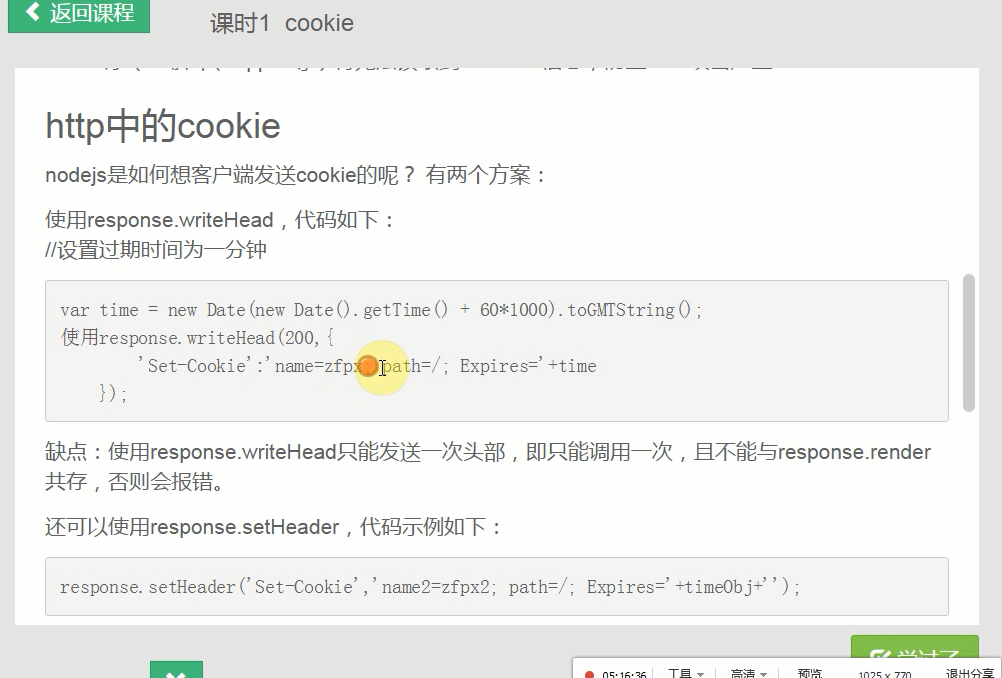 返回课程
课时1 cookie
http中的cookie
nodejs是如何想客户端发送cookie的呢？ 有两个方案：
使用response.writeHead，代码如下：
//设置过期时间为一分钟
var time = new Date(new Date().getTime() + 60*1000).toGMTString();
使用response.writeHead(200,{
'Set-Cookie':'name=zfpx path=/; Expires='+time
});
缺点：使用response.writeHead只能发送一次头部，即只能调用一次，且不能与response.render
共存，否则会报错。
还可以使用response.setHeader，代码示例如下：
response.setHeader('Set-Cookie','name2=zfpx2; path=/; Expires='+timeObj+'');
学过了
05:16:36 工具 高清 预览 1025 x 770 退出分享